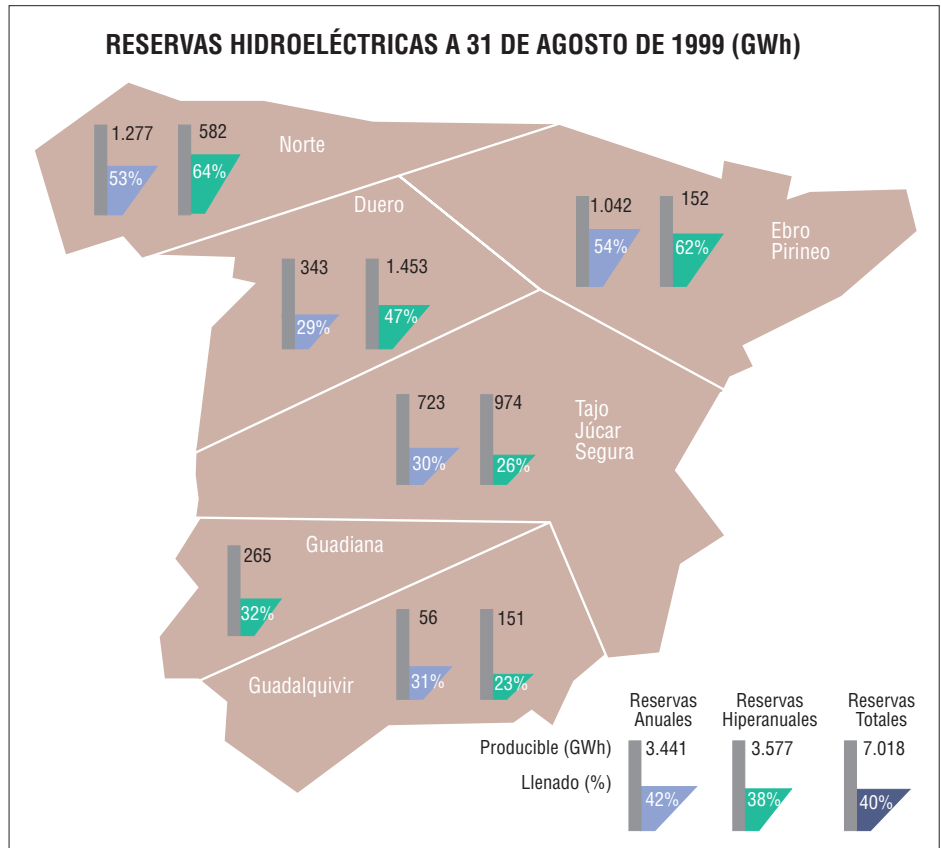 RESERVAS HIDROELÉCTRICAS A 31 DE AGOSTO DE 1999 (GWh)
Norte
1.277
582
53%
64%
Duero
343
1.453
29%
47%
Ebro
Pirineo
1.042
152
54%
62%
Tajo
Júcar
Segura
723
974
30%
26%
Guadiana
265
32%
Guadalquivir
56
151
31%
23%
Reservas
Anuales
Reservas
Hiperanuales
Reservas
Totales
Producible (GWh)
3.441
3.577
7.018
Llenado (%)
42%
38%
40%